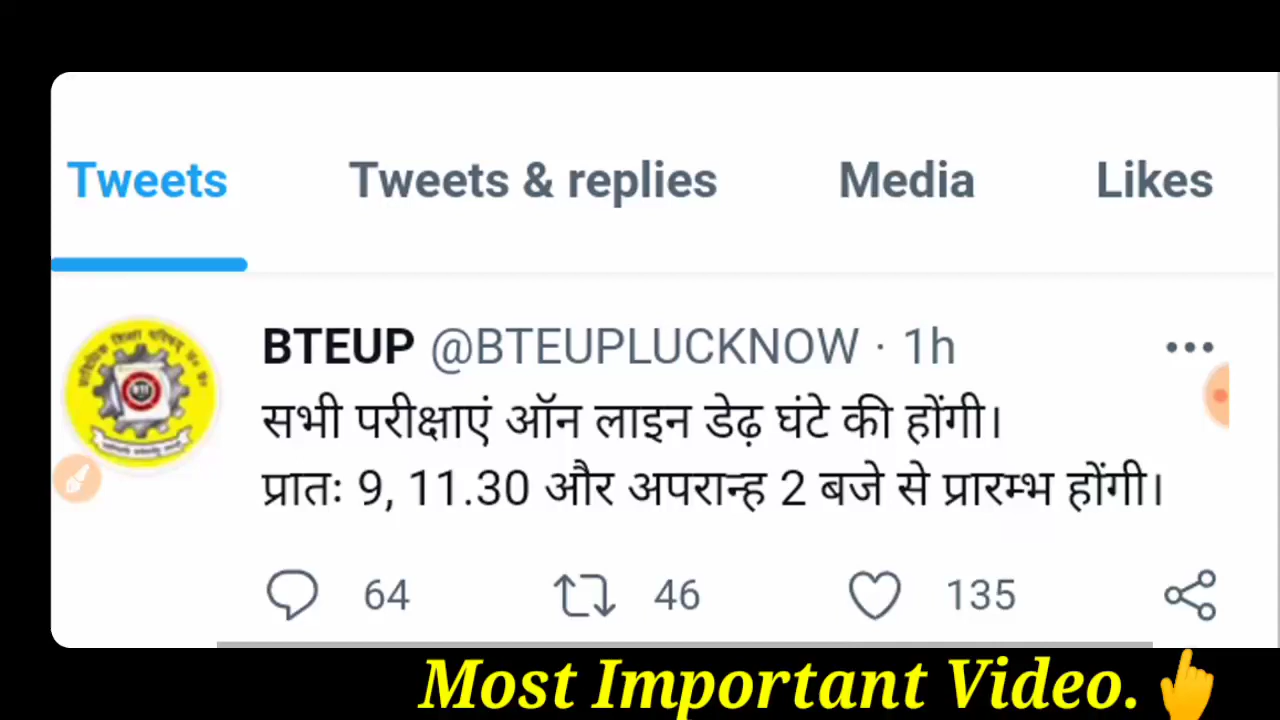 Tweets Tweets & replies Media Likes
BTEUP @BTEUPLUCKNOW · 1h
सभी परीक्षाएं ऑन लाइन डेढ़ घंटे की होंगी।
प्रातः 9, 11.30 और अपरान्ह 2 बजे से प्रारम्भ होंगी।
64 46 135
Most Important Video.